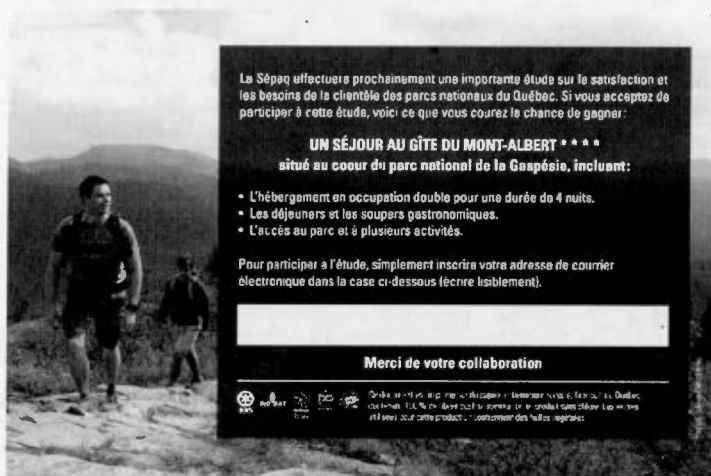 La Sépaq effectuera prochainement une importante étude sur la satisfaction et
les besoins de la clientèle des parcs nationaux du Québec. Si vous acceptez de
participer à cette étude, voici ce que vous courez la chance de gagner:
UN SÉJOUR AU GÎTE DU MONT-ALBERT * * * *
situé au coeur du parc national de la Gaspésie, incluant:
• L'hébergement en occupation double pour une durée de 4 nuits.
• Les déjeuners et les soupers gastronomiques.
• L'accès au parc et à plusieurs activités.
Pour participer a l'étude, simplement inscrire votre adresse de courrier
électronique dans la case ci-dessous (écrire lisiblement).
Merci de votre collaboration
100 %